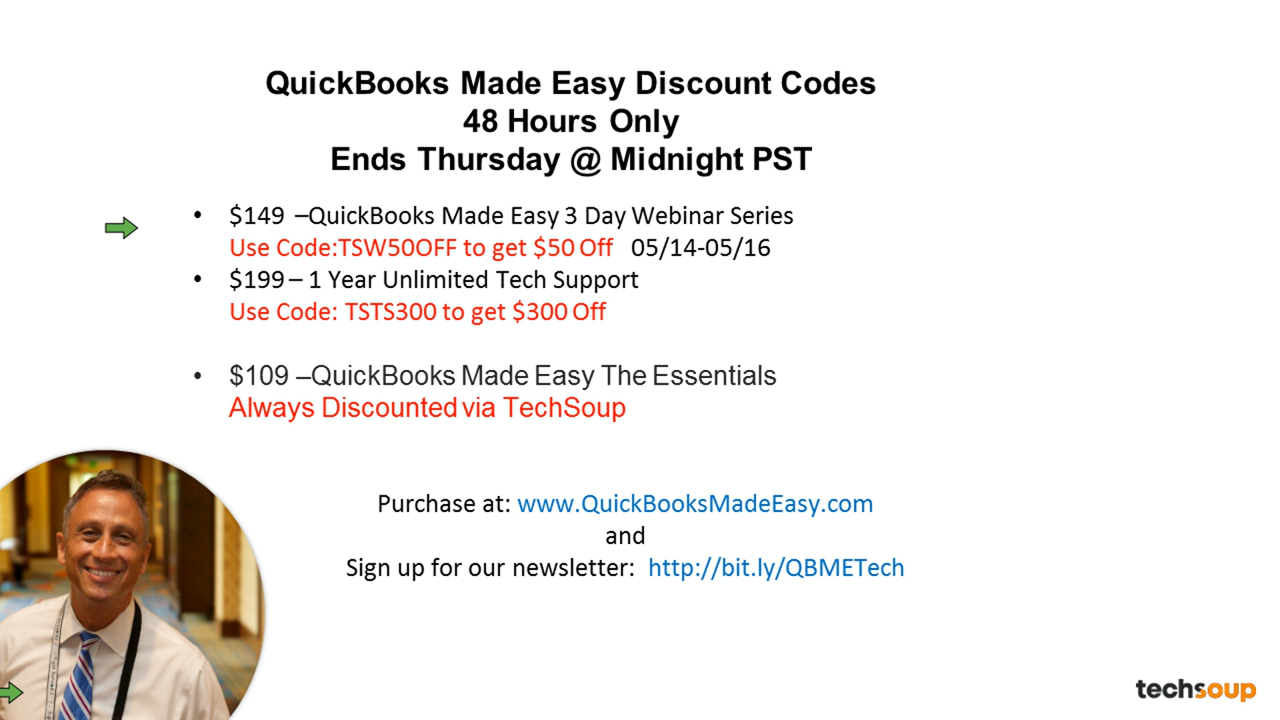 QuickBooks Made Easy Discount Codes
48 Hours Only
Ends Thursday @ Midnight PST
• $149 –QuickBooks Made Easy 3 Day Webinar Series
Use Code:TSW50OFF to get $50 Off 05/14-05/16
• $199 – 1 Year Unlimited Tech Support
Use Code: TSTS300 to get $300 Off
• $109 –QuickBooks Made Easy The Essentials
Always Discounted via TechSoup
Purchase at: www.QuickBooksMadeEasy.com
and
Sign up for our newsletter: http://bit.ly/QBMETech
techsoup